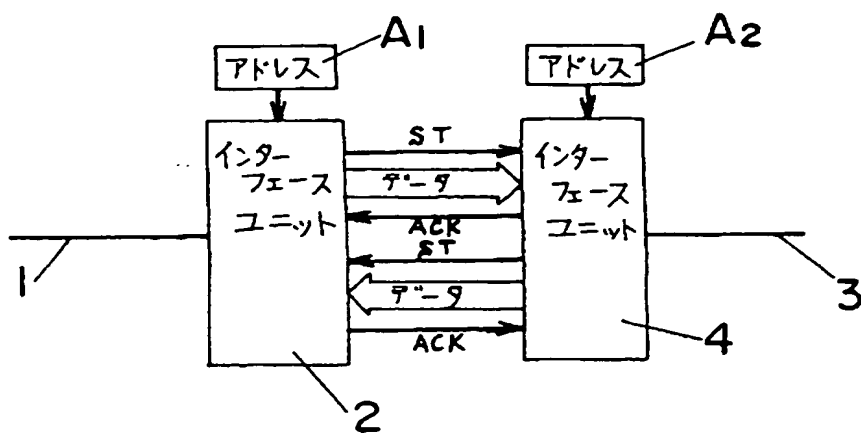 A1
A2
アドレス
アドレス
インター
フェース
ユニット
ST
データ
ACK
ST
データ
ACK
インター
フェース
ユニット
1
2
3
4